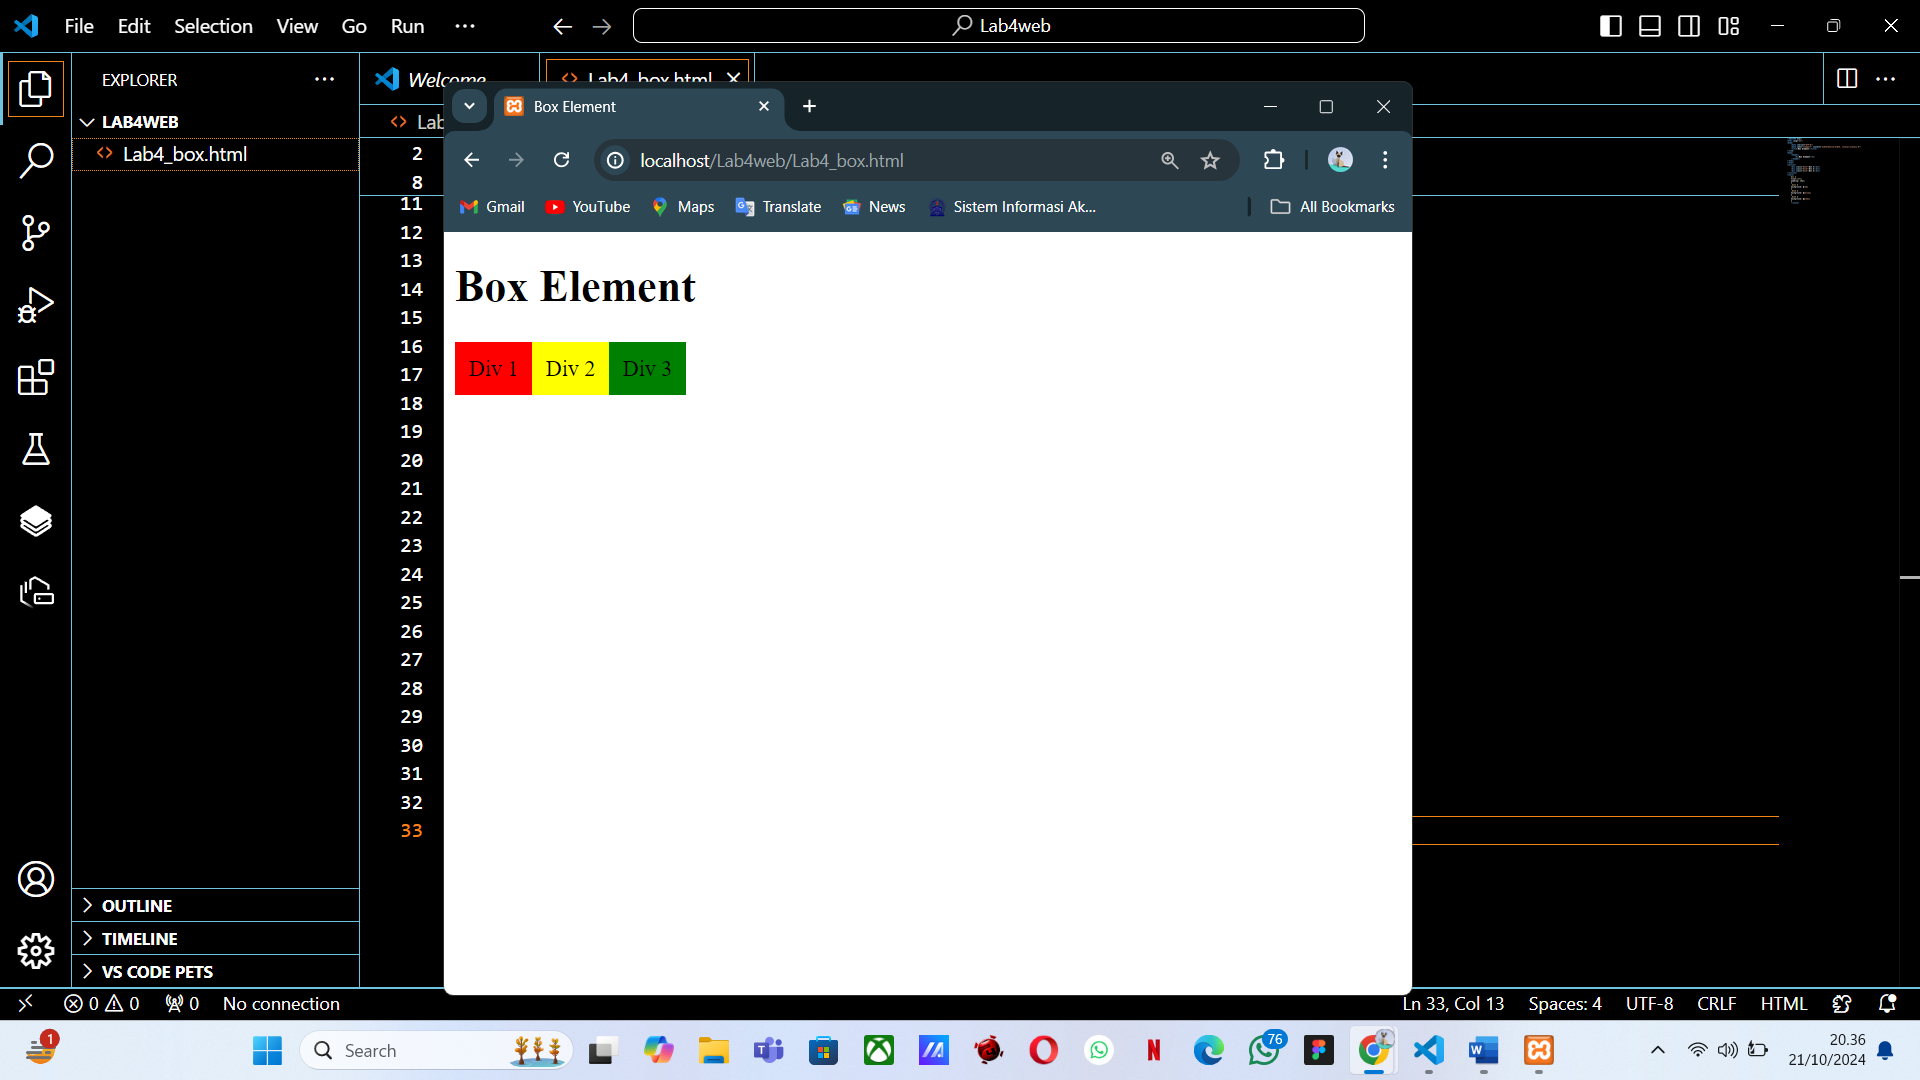 File Edit Selection View Go Run
Lab4web
EXPLORER
LAB4WEB
Lab4_box.html
Welcome
Lab4_box.html
Lab
2
8
11
12
13
14
15
16
17
18
19
20
21
22
23
24
25
26
27
28
29
30
31
32
33
Box Element
localhost/Lab4web/Lab4_box.html
Gmail YouTube Maps Translate News Sistem Informasi Ak... All Bookmarks
Box Element
Div 1 Div 2 Div 3
OUTLINE
TIMELINE
VS CODE PETS
0 0 0 No connection
Ln 33, Col 13 Spaces: 4 UTF-8 CRLF HTML
1
Search
76
20.36
21/10/2024